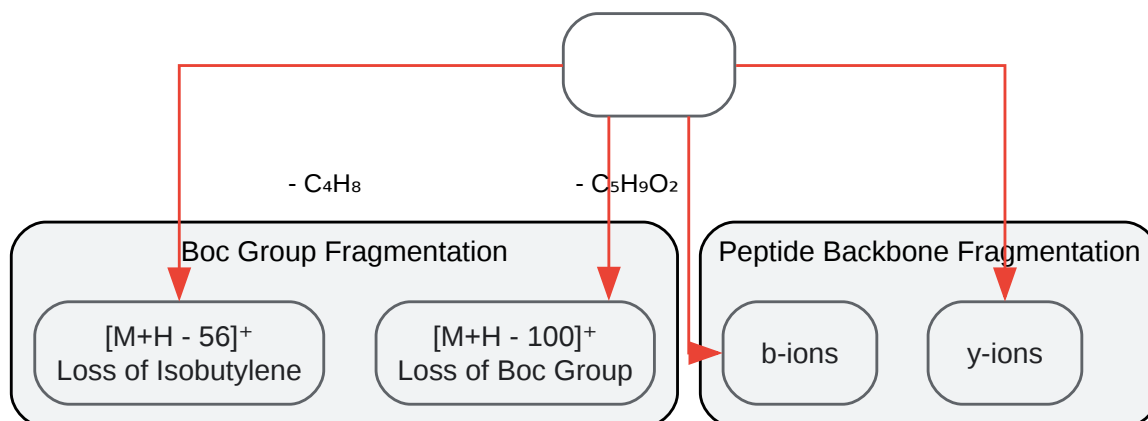 - C₄H₈
- C₅H₉O₂
Boc Group Fragmentation
Peptide Backbone Fragmentation
[M+H - 56]⁺
Loss of Isobutylene
[M+H - 100]⁺
Loss of Boc Group
b-ions
y-ions